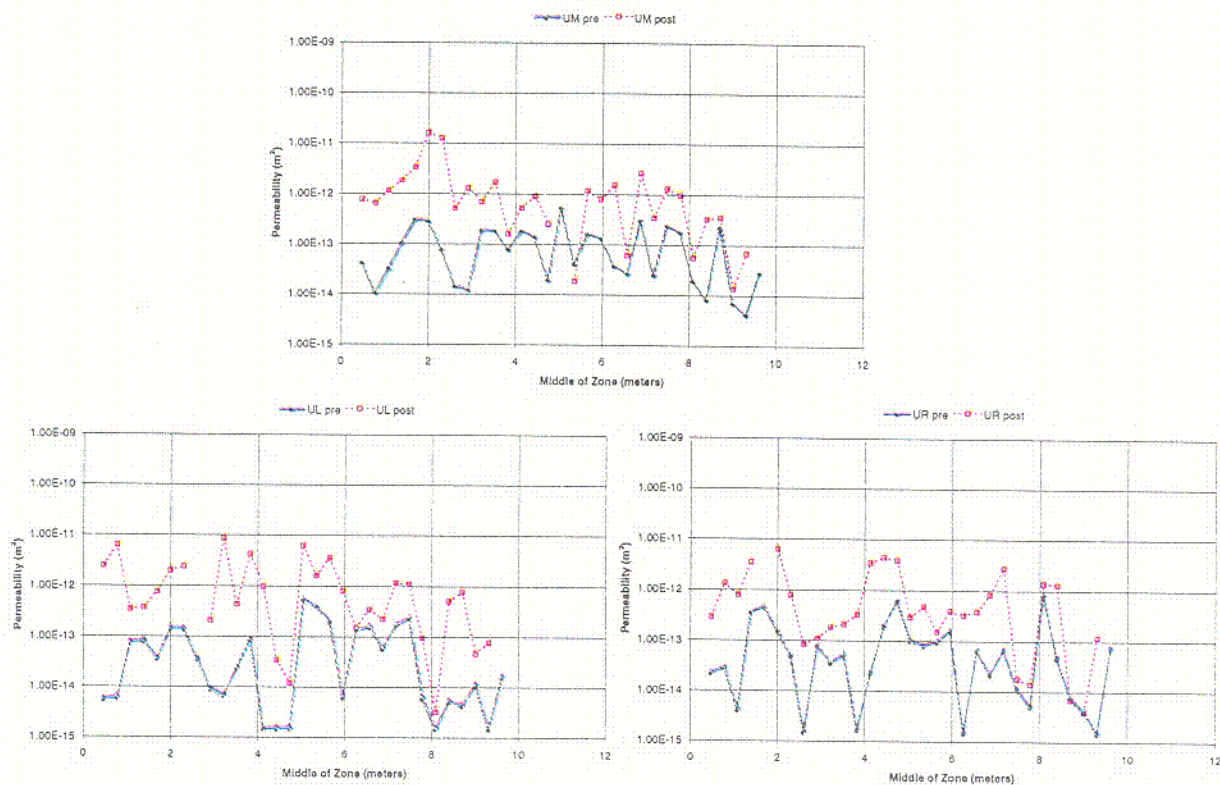 UM pre UM post
1.00E-09
1.00E-10
1.00E-11
1.00E-12
1.00E-13
1.00E-14
1.00E-15
Permeability (m²)
0 2 4 6 8 10 12
Middle of Zone (meters)
UL pre UL post
1.00E-09
1.00E-10
1.00E-11
1.00E-12
1.00E-13
1.00E-14
1.00E-15
Permeability (m²)
0 2 4 6 8 10 12
Middle of Zone (meters)
UR pre UR post
1.00E-09
1.00E-10
1.00E-11
1.00E-12
1.00E-13
1.00E-14
1.00E-15
Permeability (m²)
0 2 4 6 8 10 12
Middle of Zone (meters)